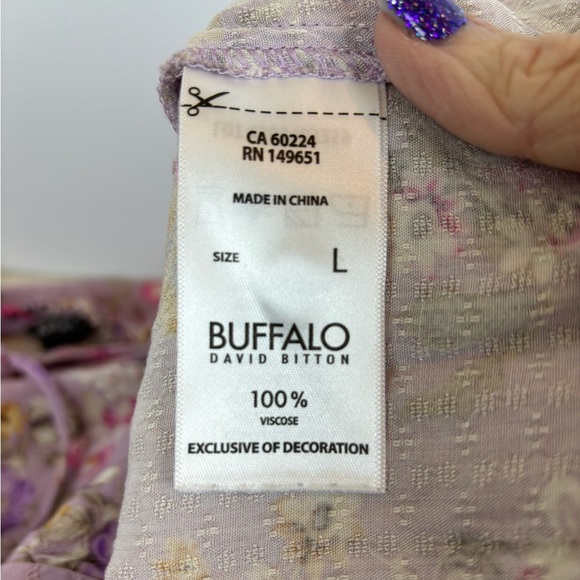 CA 60224
RN 149651
MADE IN CHINA
SIZE L
BUFFALO
DAVID BITTON
100%
VISCOSE
EXCLUSIVE OF DECORATION